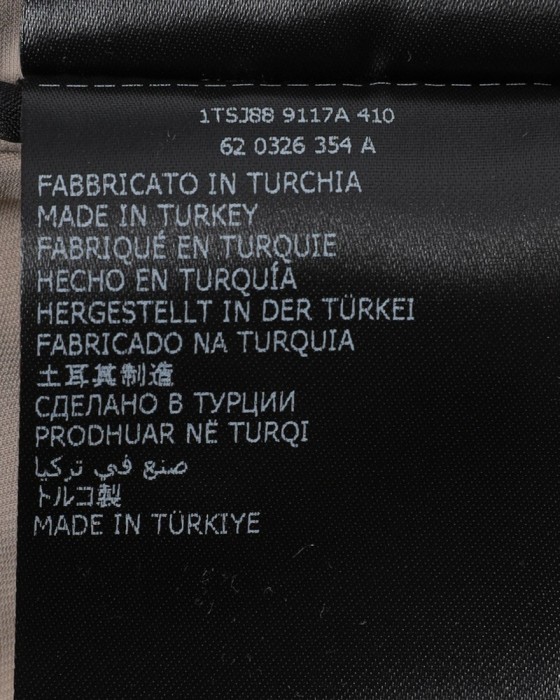 1TSJ88 9117A 410
62 0326 354 A
FABBRICATO IN TURCHIA
MADE IN TURKEY
FABRIQUÉ EN TURQUIE
HECHO EN TURQUÍA
HERGESTELLT IN DER TÜRKEI
FABRICADO NA TURQUIA
土耳其制造
СДЕЛАНО В ТУРЦИИ
PRODHUAR NË TURQI
صنع في تركيا
トルコ製
MADE IN TÜRKIYE